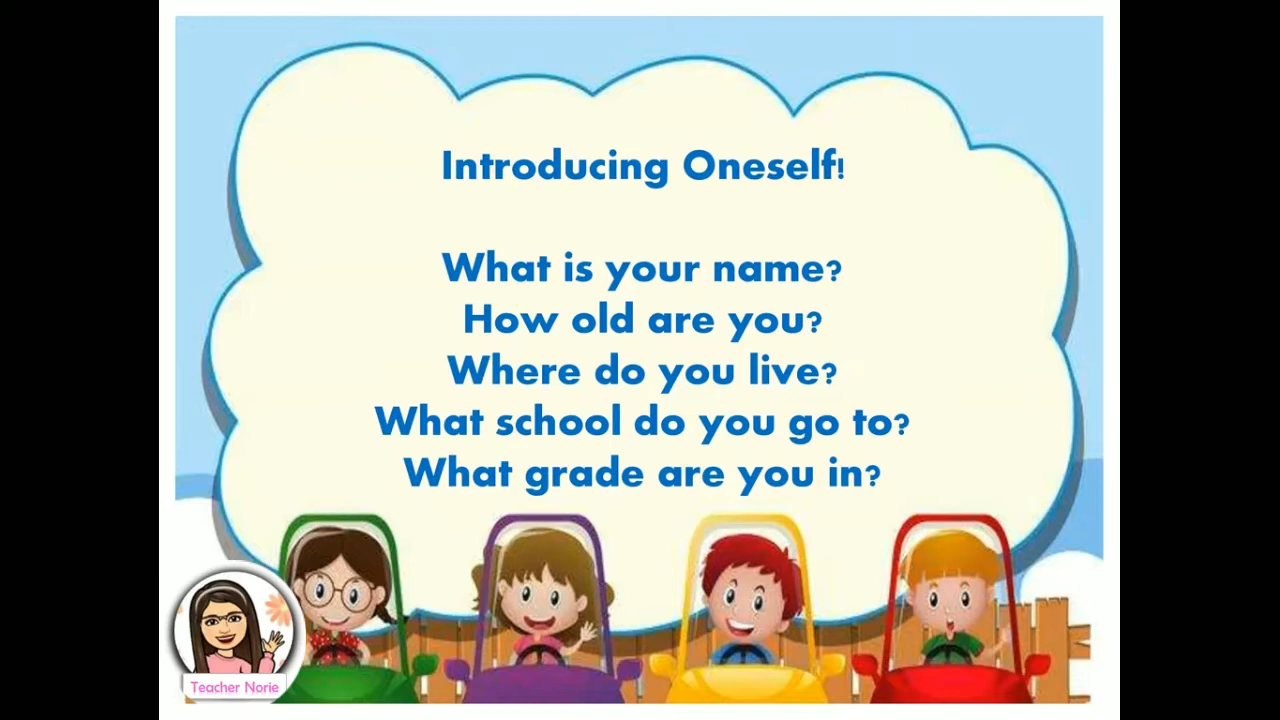 Introducing Oneself!
What is your name?
How old are you?
Where do you live?
What school do you go to?
What grade are you in?
Teacher Norie